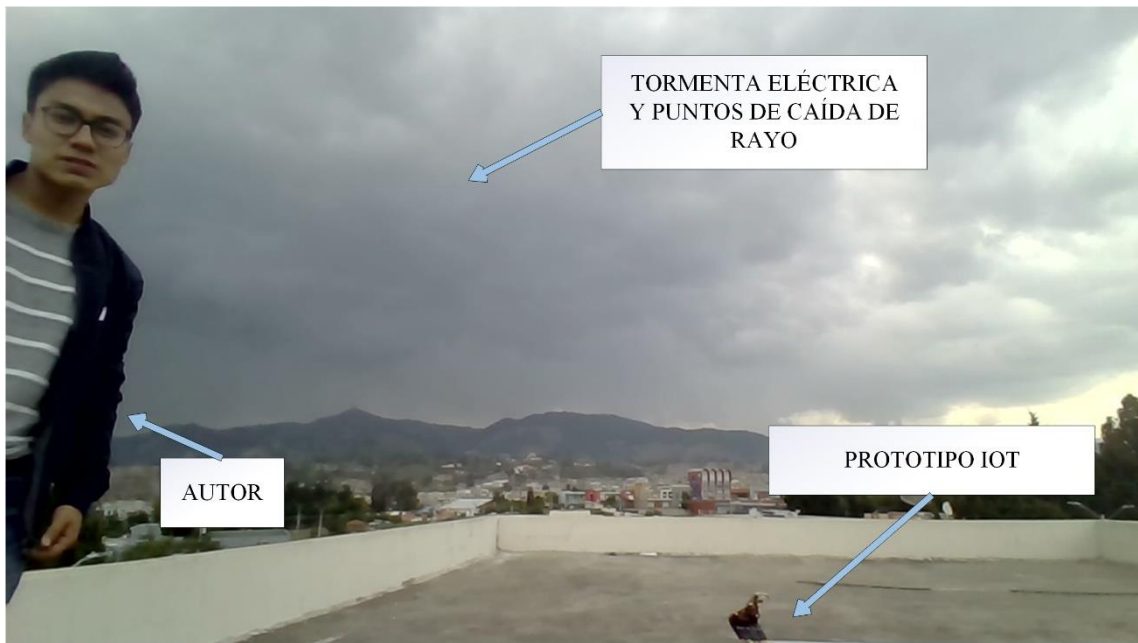 TORMENTA ELÉCTRICA
Y PUNTOS DE CAÍDA DE
RAYO
PROTOTIPO IOT
AUTOR